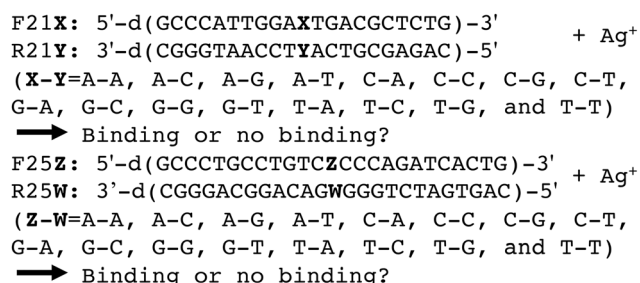 F21X: 5'-d(GCCCATTGGAXTGACGCTCTG)-3'
R21Y: 3'-d(CGGGTAACCTYACTGCGAGAC)-5'
+ Ag+
(X-Y=A-A, A-C, A-G, A-T, C-A, C-C, C-G, C-T,
G-A, G-C, G-G, G-T, T-A, T-C, T-G, and T-T)
Binding or no binding?
F25Z: 5'-d(GCCCTGCCTGTCZCCCAGATCACTG)-3'
R25W: 3’-d(CGGGACGGACAGWGGGTCTAGTGAC)-5'
+ Ag+
(Z-W=A-A, A-C, A-G, A-T, C-A, C-C, C-G, C-T,
G-A, G-C, G-G, G-T, T-A, T-C, T-G, and T-T)
Binding or no binding?